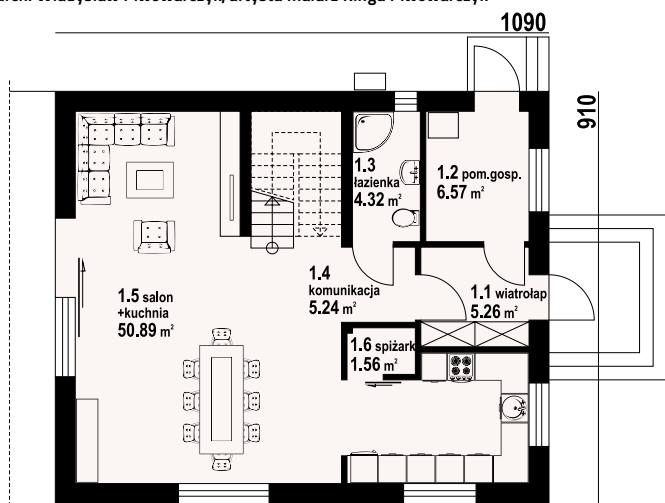 1090
910
1.3
łazienka
4.32 m²
1.2 pom.gosp.
6.57 m²
1.4
komunikacja
5.24 m²
1.1 wiatrołap
5.26 m²
1.5 salon
+kuchnia
50.89 m²
1.6 spiżark
1.56 m²